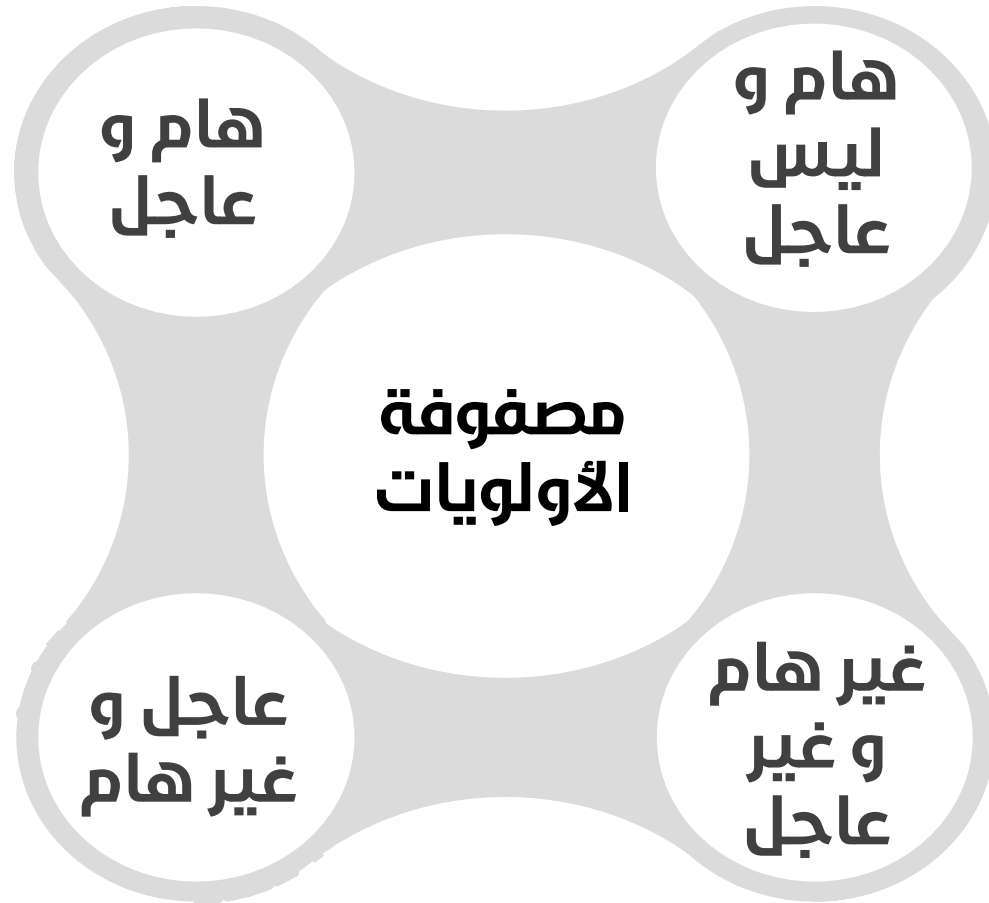 هام و
ليس
عاجل
هام و
عاجل
مصفوفة
الأولويات
غير هام
و غير
عاجل
عاجل و
غير هام